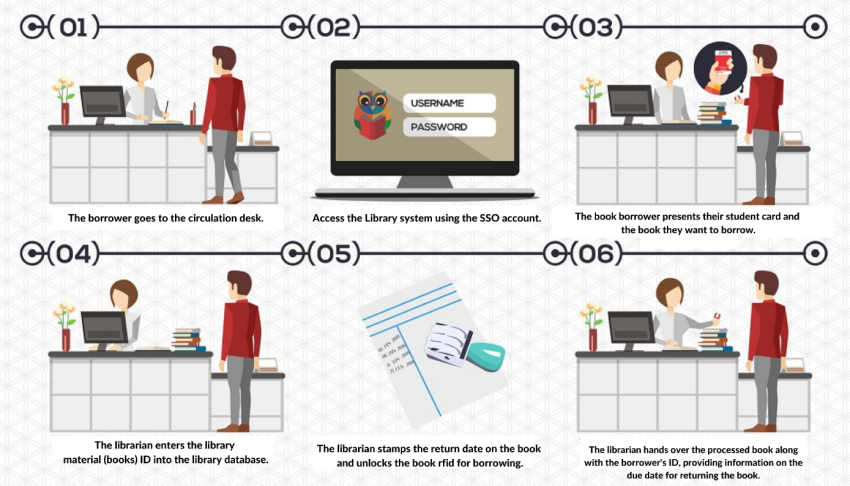 (01)
(02)
(03)
USERNAME
PASSWORD
The borrower goes to the circulation desk.
Access the Library system using the SSO account.
The book borrower presents their student card and
the book they want to borrow.
(04)
(05)
(06)
The librarian enters the library
material (books) ID into the library database.
The librarian stamps the return date on the book
and unlocks the book rfid for borrowing.
The librarian hands over the processed book along
with the borrower's ID, providing information on the
due date for returning the book.